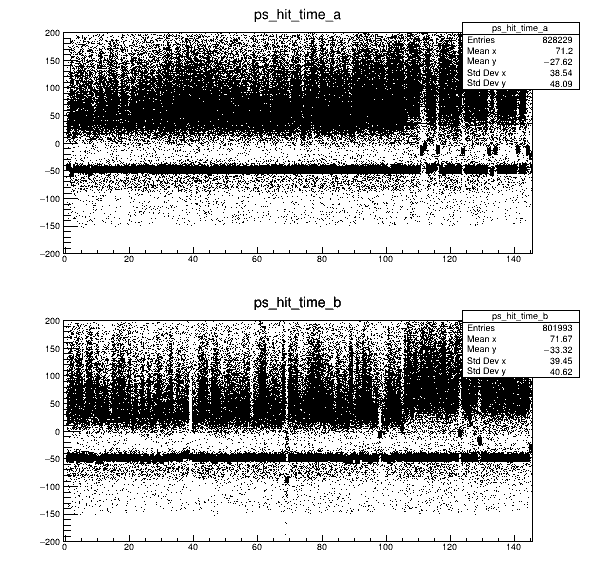 ps_hit_time_a
ps_hit_time_a
Entries 828229
Mean x 71.2
Mean y −27.62
Std Dev x 38.54
Std Dev y 48.09
200
150
100
50
0
−50
−100
−150
−200
0 20 40 60 80 100 120 140
ps_hit_time_b
ps_hit_time_b
Entries 801993
Mean x 71.67
Mean y −33.32
Std Dev x 39.45
Std Dev y 40.62
200
150
100
50
0
−50
−100
−150
−200
0 20 40 60 80 100 120 140